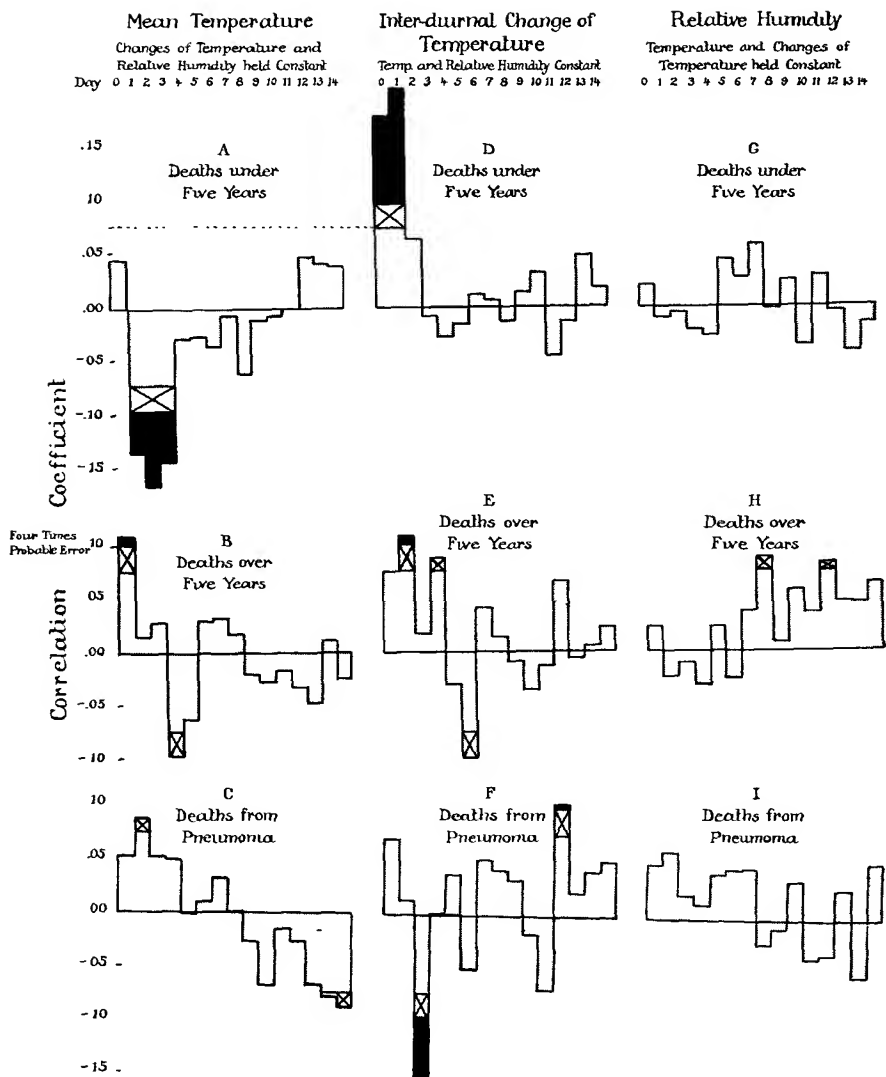 Mean Temperature
Changes of Temperature and
Relative Humidity held Constant
Inter-diurnal Change of
Temperature
Temp. and Relative Humidity Constant
Relative Humidity
Temperature and Changes of
Temperature held Constant
Day 0 1 2 3 4 5 6 7 8 9 10 11 12 13 14
0 1 2 3 4 5 6 7 8 9 10 11 12 13 14
0 1 2 3 4 5 6 7 8 9 10 11 12 13 14
Correlation Coefficient
.15
10
.05
.00
-05
-.10
-15
A
Deaths under
Five Years
D
Deaths under
Five Years
G
Deaths under
Five Years
Four Times
Probable Error
10
05
.00
-.05
-10
B
Deaths over
Five Years
E
Deaths over
Five Years
H
Deaths over
Five Years
10
.05
00
-05
-10
-15
C
Deaths from
Pneumonia
F
Deaths from
Pneumonia
I
Deaths from
Pneumonia